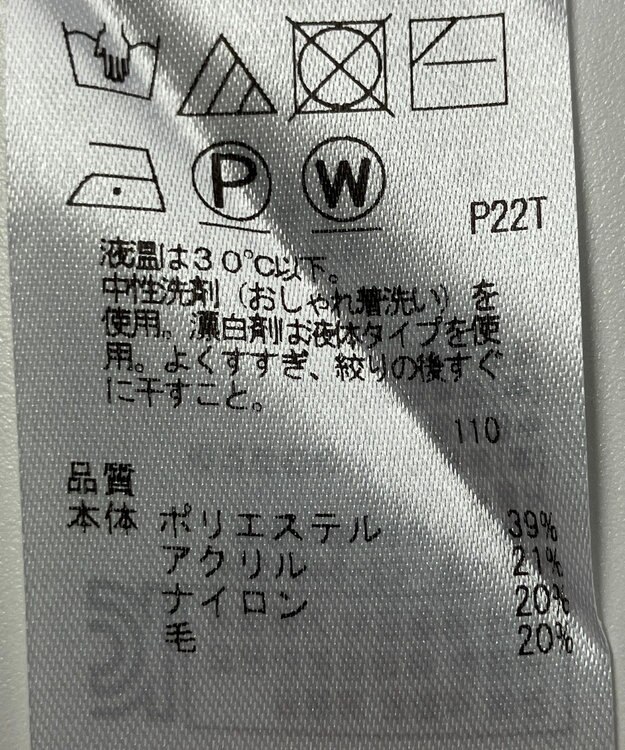 P W
P22T
液温は30℃以下。
中性洗剤（おしゃれ着洗い）を
使用。漂白剤は液体タイプを使
用。よくすすぎ、絞りの後すぐ
に干すこと。
110
品質
本体 ポリエステル 39%
アクリル 21%
ナイロン 20%
毛 20%